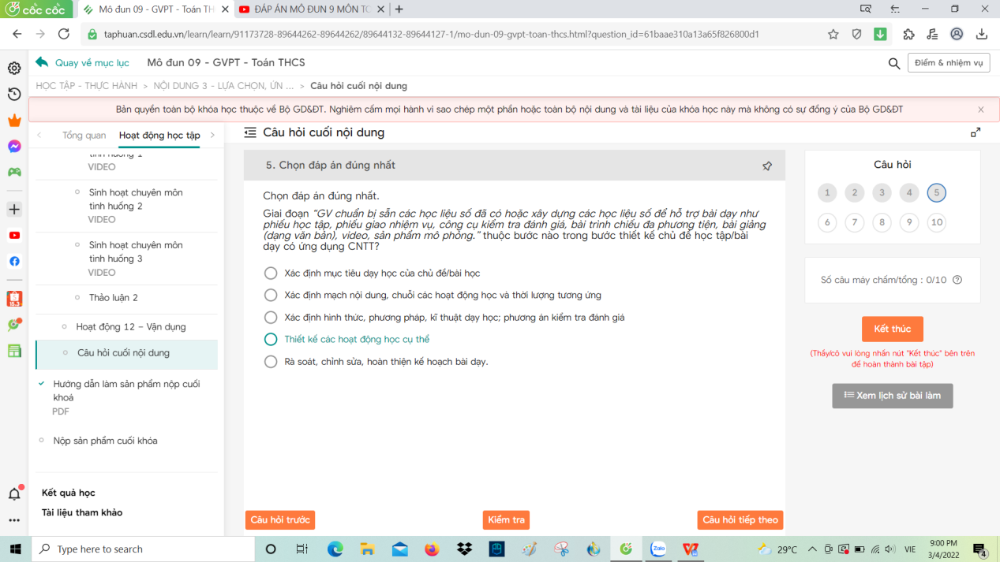 cốc cốc
Mô đun 09 - GVPT - Toán TH
ĐÁP ÁN MÔ ĐUN 9 MÔN TO
taphuan.csdl.edu.vn/learn/learn/91173728-89644262-89644262/89644132-89644127-1/mo-dun-09-gvpt-toan-thcs.html?question_id=61baae310a13a65f826800d1
Quay về mục lục
Mô đun 09 - GVPT - Toán THCS
Điểm & nhiệm vụ
HỌC TẬP - THỰC HÀNH > NỘI DUNG 3 - LỰA CHỌN, ỨN ... > Câu hỏi cuối nội dung
Bản quyền toàn bộ khóa học thuộc về Bộ GD&ĐT. Nghiêm cấm mọi hành vi sao chép một phần hoặc toàn bộ nội dung và tài liệu của khóa học này mà không có sự đồng ý của Bộ GD&ĐT
Tổng quan
Hoạt động học tập
tình huống 1
VIDEO
Sinh hoạt chuyên môn
tình huống 2
VIDEO
Sinh hoạt chuyên môn
tình huống 3
VIDEO
Thảo luận 2
Hoạt động 12 – Vận dụng
Câu hỏi cuối nội dung
Hướng dẫn làm sản phẩm nộp cuối
khoá
PDF
Nộp sản phẩm cuối khóa
Kết quả học
Tài liệu tham khảo
Câu hỏi cuối nội dung
5. Chọn đáp án đúng nhất
Chọn đáp án đúng nhất.
Giai đoạn “GV chuẩn bị sẵn các học liệu số đã có hoặc xây dựng các học liệu số để hỗ trợ bài dạy như
phiếu học tập, phiếu giao nhiệm vụ, công cụ kiểm tra đánh giá, bài trình chiếu đa phương tiện, bài giảng
(dạng văn bản), video, sản phẩm mô phỏng.” thuộc bước nào trong bước thiết kế chủ đề học tập/bài
dạy có ứng dụng CNTT?
Xác định mục tiêu dạy học của chủ đề/bài học
Xác định mạch nội dung, chuỗi các hoạt động học và thời lượng tương ứng
Xác định hình thức, phương pháp, kĩ thuật dạy học; phương án kiểm tra đánh giá
Thiết kế các hoạt động học cụ thể
Rà soát, chỉnh sửa, hoàn thiện kế hoạch bài dạy.
Câu hỏi trước
Kiểm tra
Câu hỏi tiếp theo
Câu hỏi
1 2 3 4 5
6 7 8 9 10
Số câu máy chấm/tổng : 0/10
Kết thúc
(Thầy/cô vui lòng nhấn nút "Kết thúc" bên trên
để hoàn thành bài tập)
Xem lịch sử bài làm
15.3
Type here to search
Zalo
29°C
VIE
9:00 PM
3/4/2022
4